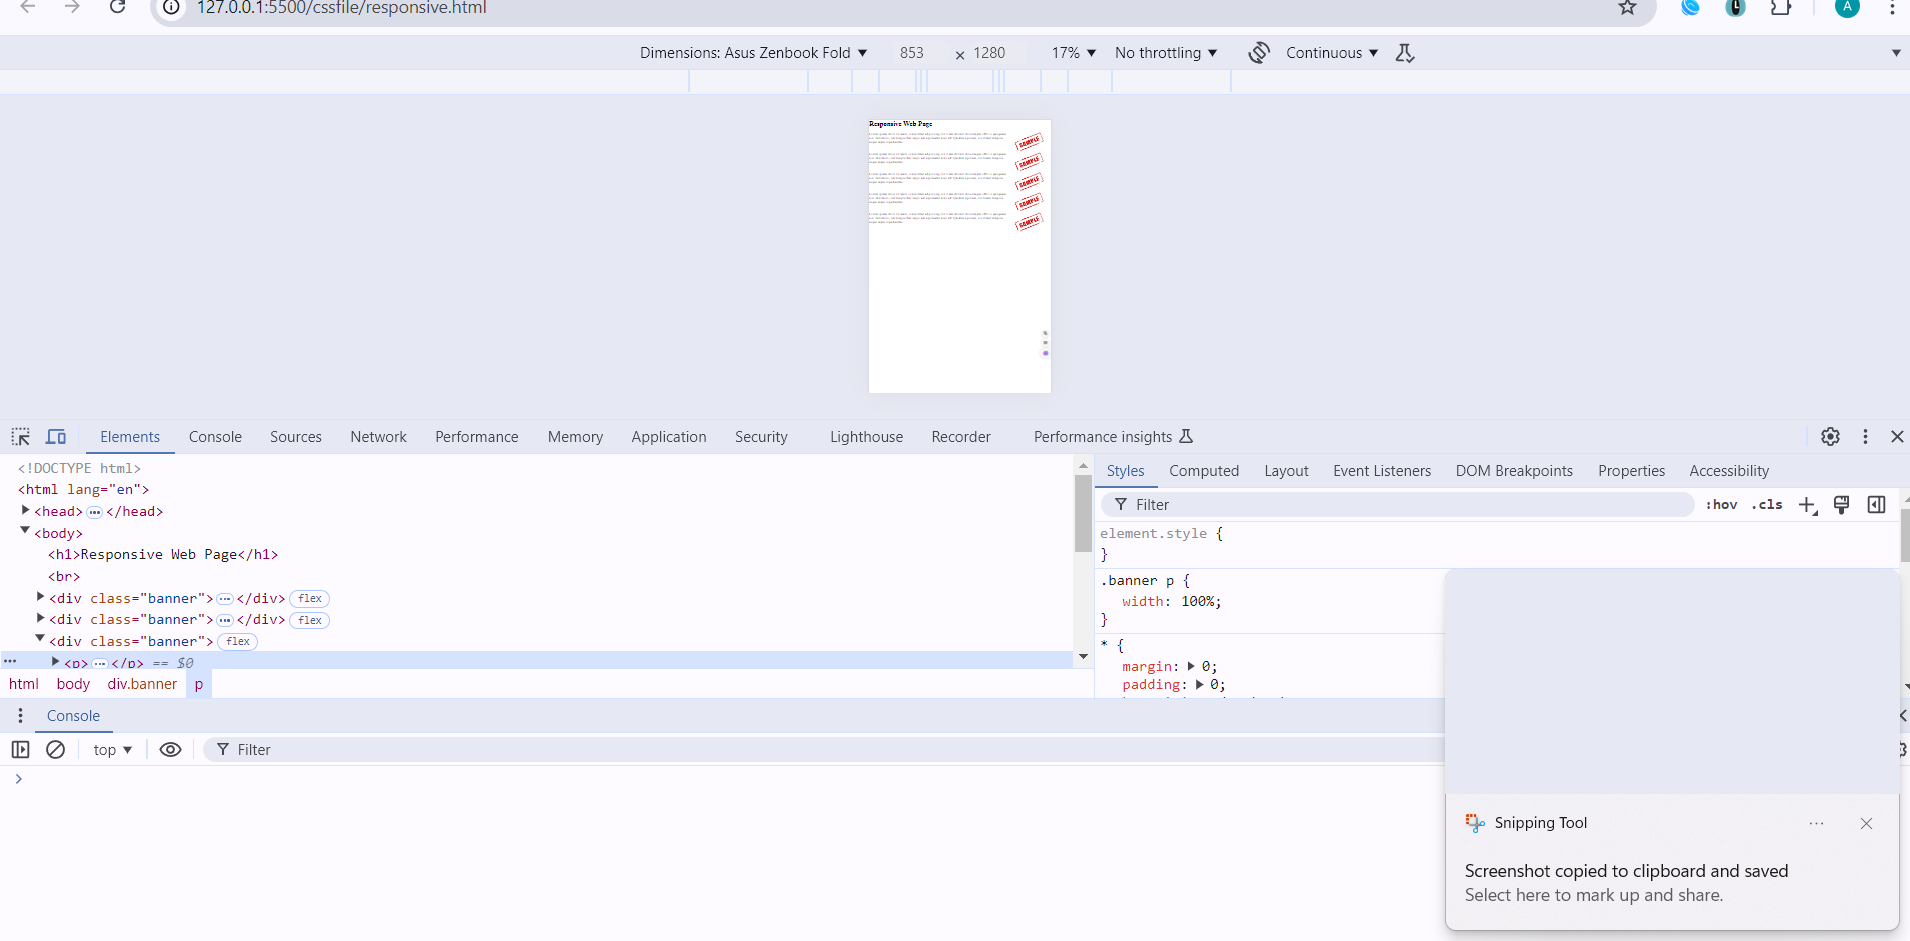 127.0.0.1:5500/cssfile/responsive.html
A
Dimensions: Asus Zenbook Fold 853 × 1280 17% No throttling Continuous
Responsive Web Page
SAMPLE
SAMPLE
SAMPLE
SAMPLE
SAMPLE
Elements Console Sources Network Performance Memory Application Security Lighthouse Recorder Performance insights
<!DOCTYPE html>
<html lang="en">
<head> ··· </head>
<body>
<h1>Responsive Web Page</h1>
<br>
<div class="banner"> ··· </div> flex
<div class="banner"> ··· </div> flex
<div class="banner"> flex
··· <p> ··· </p> == $0
html body div.banner p
Styles Computed Layout Event Listeners DOM Breakpoints Properties Accessibility
Filter :hov .cls
element.style {
}
.banner p {
width: 100%;
}
* {
margin: 0;
padding: 0;
Console
top Filter
>
Snipping Tool
Screenshot copied to clipboard and saved
Select here to mark up and share.